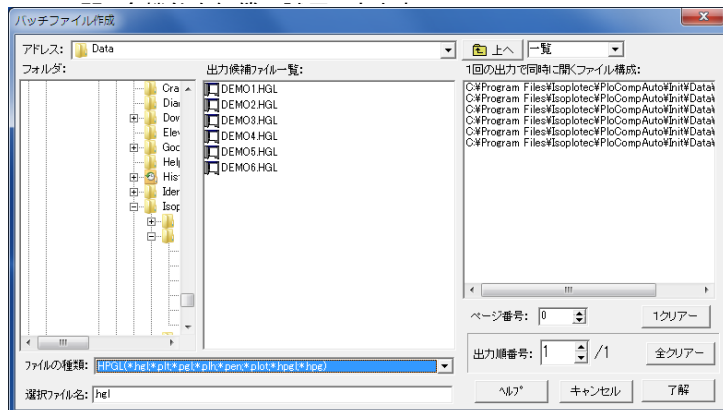 バッチファイル作成
アドレス: Data
上へ 一覧
フォルダ:
出力候補ファイル一覧:
1回の出力で同時に開くファイル構成:
Cra
Dia
Dov
Elev
Goo
Help
His
Iden
Isop
DEMO1.HGL
DEMO2.HGL
DEMO3.HGL
DEMO4.HGL
DEMO5.HGL
DEMO6.HGL
C:¥Program Files¥Isoplotec¥PloCompAuto¥Init¥Data¥
C:¥Program Files¥Isoplotec¥PloCompAuto¥Init¥Data¥
C:¥Program Files¥Isoplotec¥PloCompAuto¥Init¥Data¥
C:¥Program Files¥Isoplotec¥PloCompAuto¥Init¥Data¥
C:¥Program Files¥Isoplotec¥PloCompAuto¥Init¥Data¥
C:¥Program Files¥Isoplotec¥PloCompAuto¥Init¥Data¥
ページ番号: 0 1クリアー
出力順番号: 1 /1 全クリアー
ファイルの種類: HPGL(*hgl;*plt;*pgl;*plh;*pen;*plot;*hpgl;*hpg)
選択ファイル名: hgl
ヘルプ キャンセル 了解